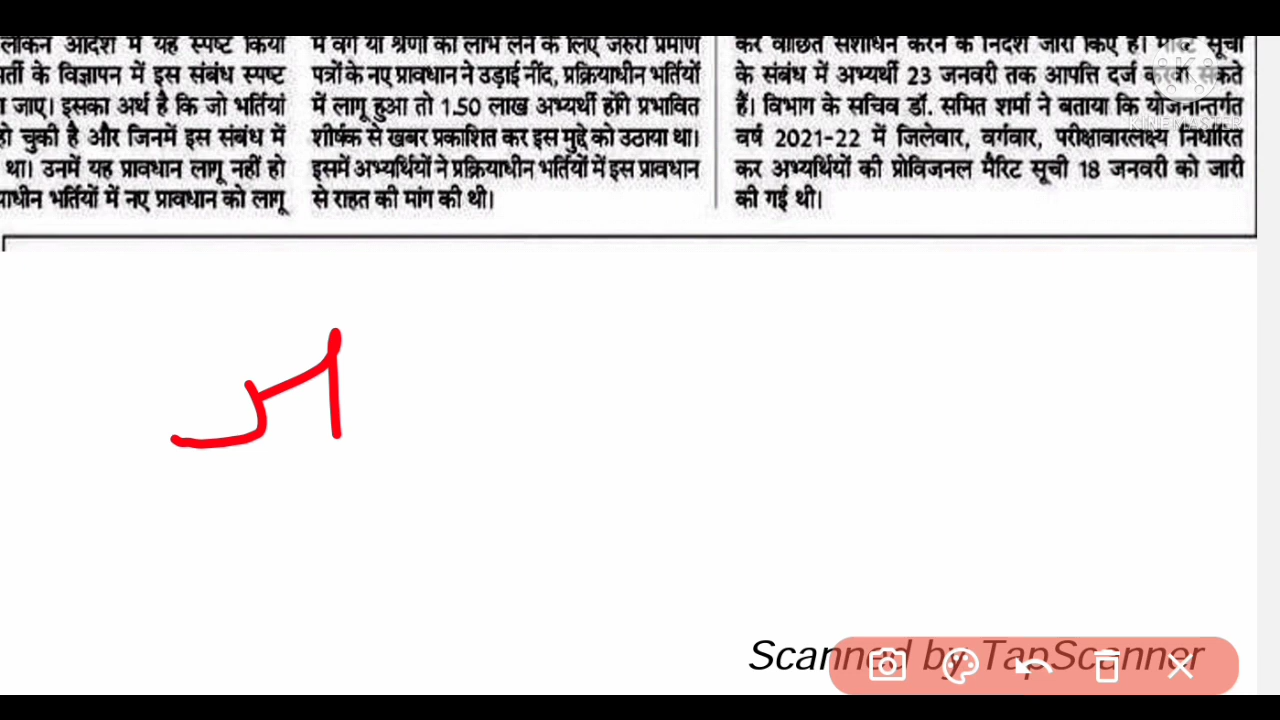 लेकिन आदेश में यह स्पष्ट किया
र्ती के विज्ञापन में इस संबंध स्पष्ट
ा जाए। इसका अर्थ है कि जो भर्तियां
हो चुकी है और जिनमें इस संबंध में
था। उनमें यह प्रावधान लागू नहीं हो
याधीन भर्तियों में नए प्रावधान को लागू
में वर्ग या श्रेणी का लाभ लेने के लिए जरुरी प्रमाण
पत्रों के नए प्रावधान ने उड़ाई नींद, प्रक्रियाधीन भर्तियों
में लागू हुआ तो 1.50 लाख अभ्यर्थी होंगे प्रभावित
शीर्षक से खबर प्रकाशित कर इस मुद्दे को उठाया था।
इसमें अभ्यर्थियों ने प्रक्रियाधीन भर्तियों में इस प्रावधान
से राहत की मांग की थी।
कर वांछित संशोधन करने के निर्देश जारी किए हैं। मैरिट सूची
के संबंध में अभ्यर्थी 23 जनवरी तक आपत्ति दर्ज करवा सकते
हैं। विभाग के सचिव डॉ. समित शर्मा ने बताया कि योजनान्तर्गत
वर्ष 2021-22 में जिलेवार, वर्गवार, परीक्षावारलक्ष्य निर्धारित
कर अभ्यर्थियों की प्रोविजनल मैरिट सूची 18 जनवरी को जारी
की गई थी।
KINEMASTER
Scanned by TapScanner